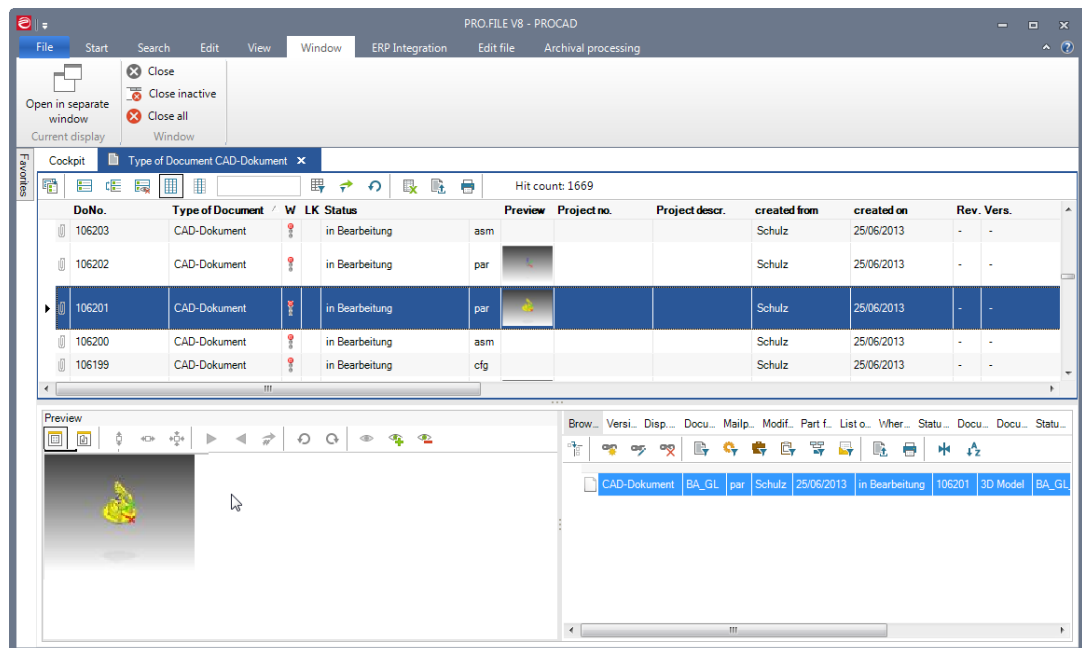 PRO.FILE V8 - PROCAD
File Start Search Edit View Window ERP Integration Edit file Archival processing
Open in separate window
Close
Close inactive
Close all
Current display Window
Favorites
Cockpit Type of Document CAD-Dokument
Hit count: 1669
DoNo. Type of Document W LK Status Preview Project no. Project descr. created from created on Rev. Vers.
106203 CAD-Dokument in Bearbeitung asm Schulz 25/06/2013 - -
106202 CAD-Dokument in Bearbeitung par Schulz 25/06/2013 - -
106201 CAD-Dokument in Bearbeitung par Schulz 25/06/2013 - -
106200 CAD-Dokument in Bearbeitung asm Schulz 25/06/2013 - -
106199 CAD-Dokument in Bearbeitung cfg Schulz 25/06/2013 - -
Preview
Brow... Versi... Disp... Docu... Mailp... Modif... Part f... List o... Wher... Statu... Docu... Docu... Statu...
CAD-Dokument BA_GL par Schulz 25/06/2013 in Bearbeitung 106201 3D Model BA_GL